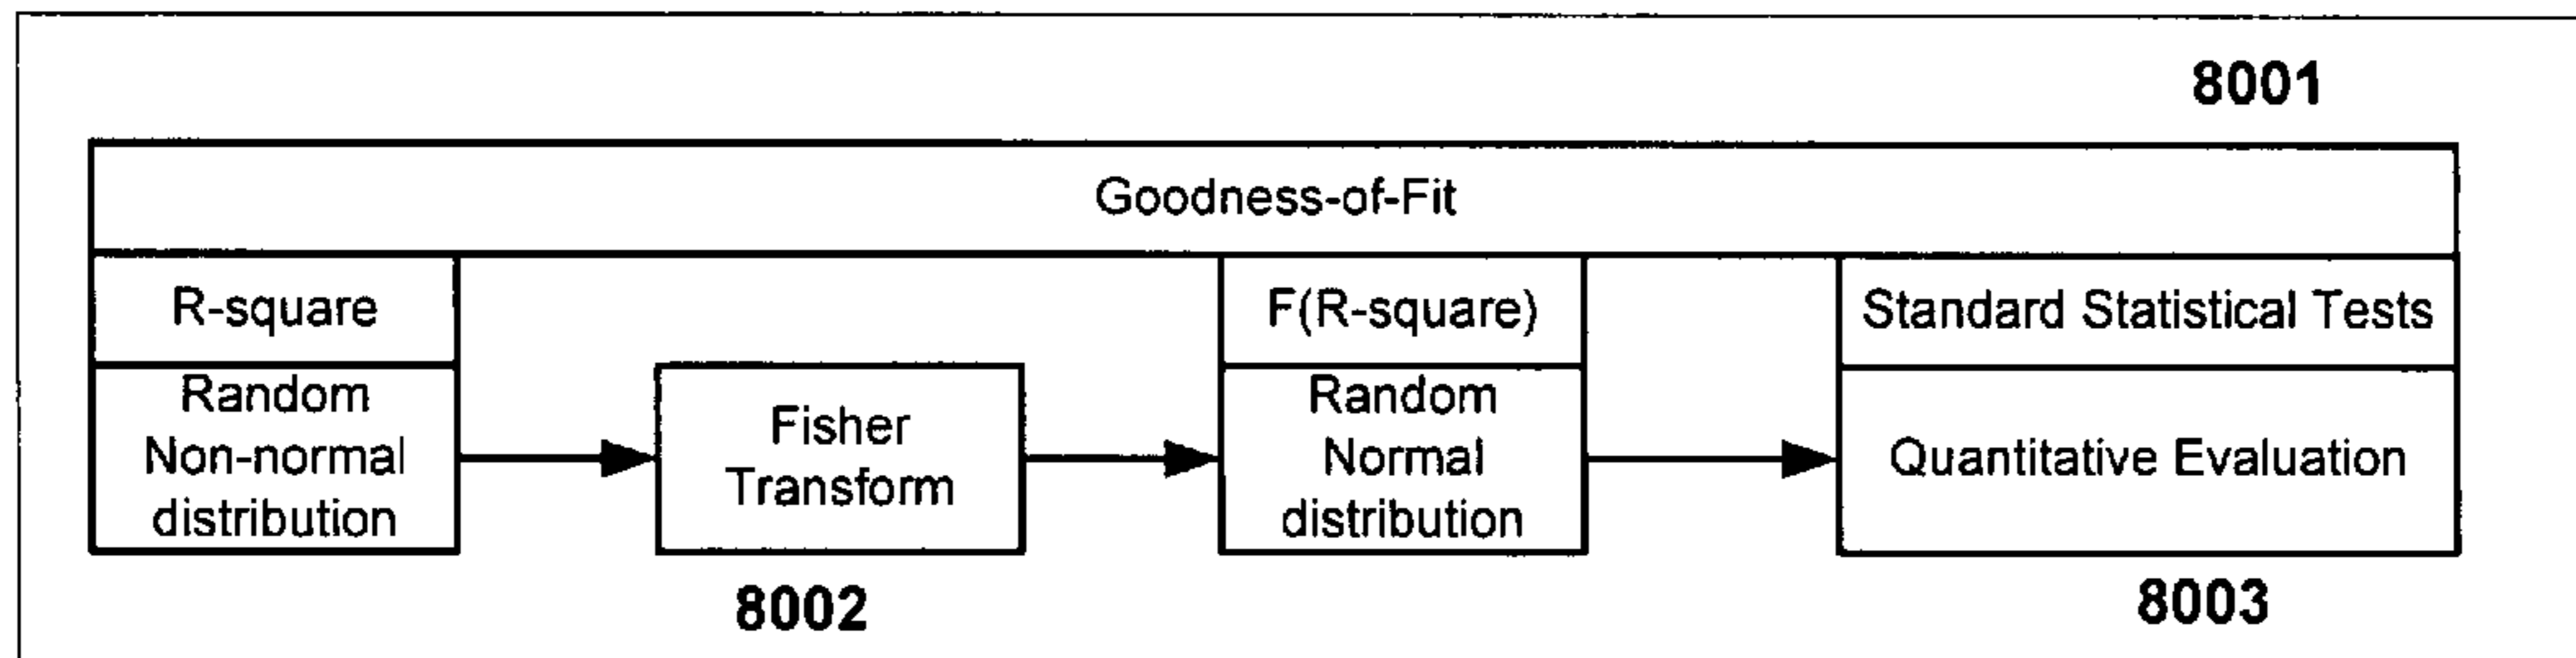 8001
Goodness-of-Fit
R-square
F(R-square)
Standard Statistical Tests
Random
Non-normal
distribution
Fisher
Transform
Random
Normal
distribution
Quantitative Evaluation
8002
8003